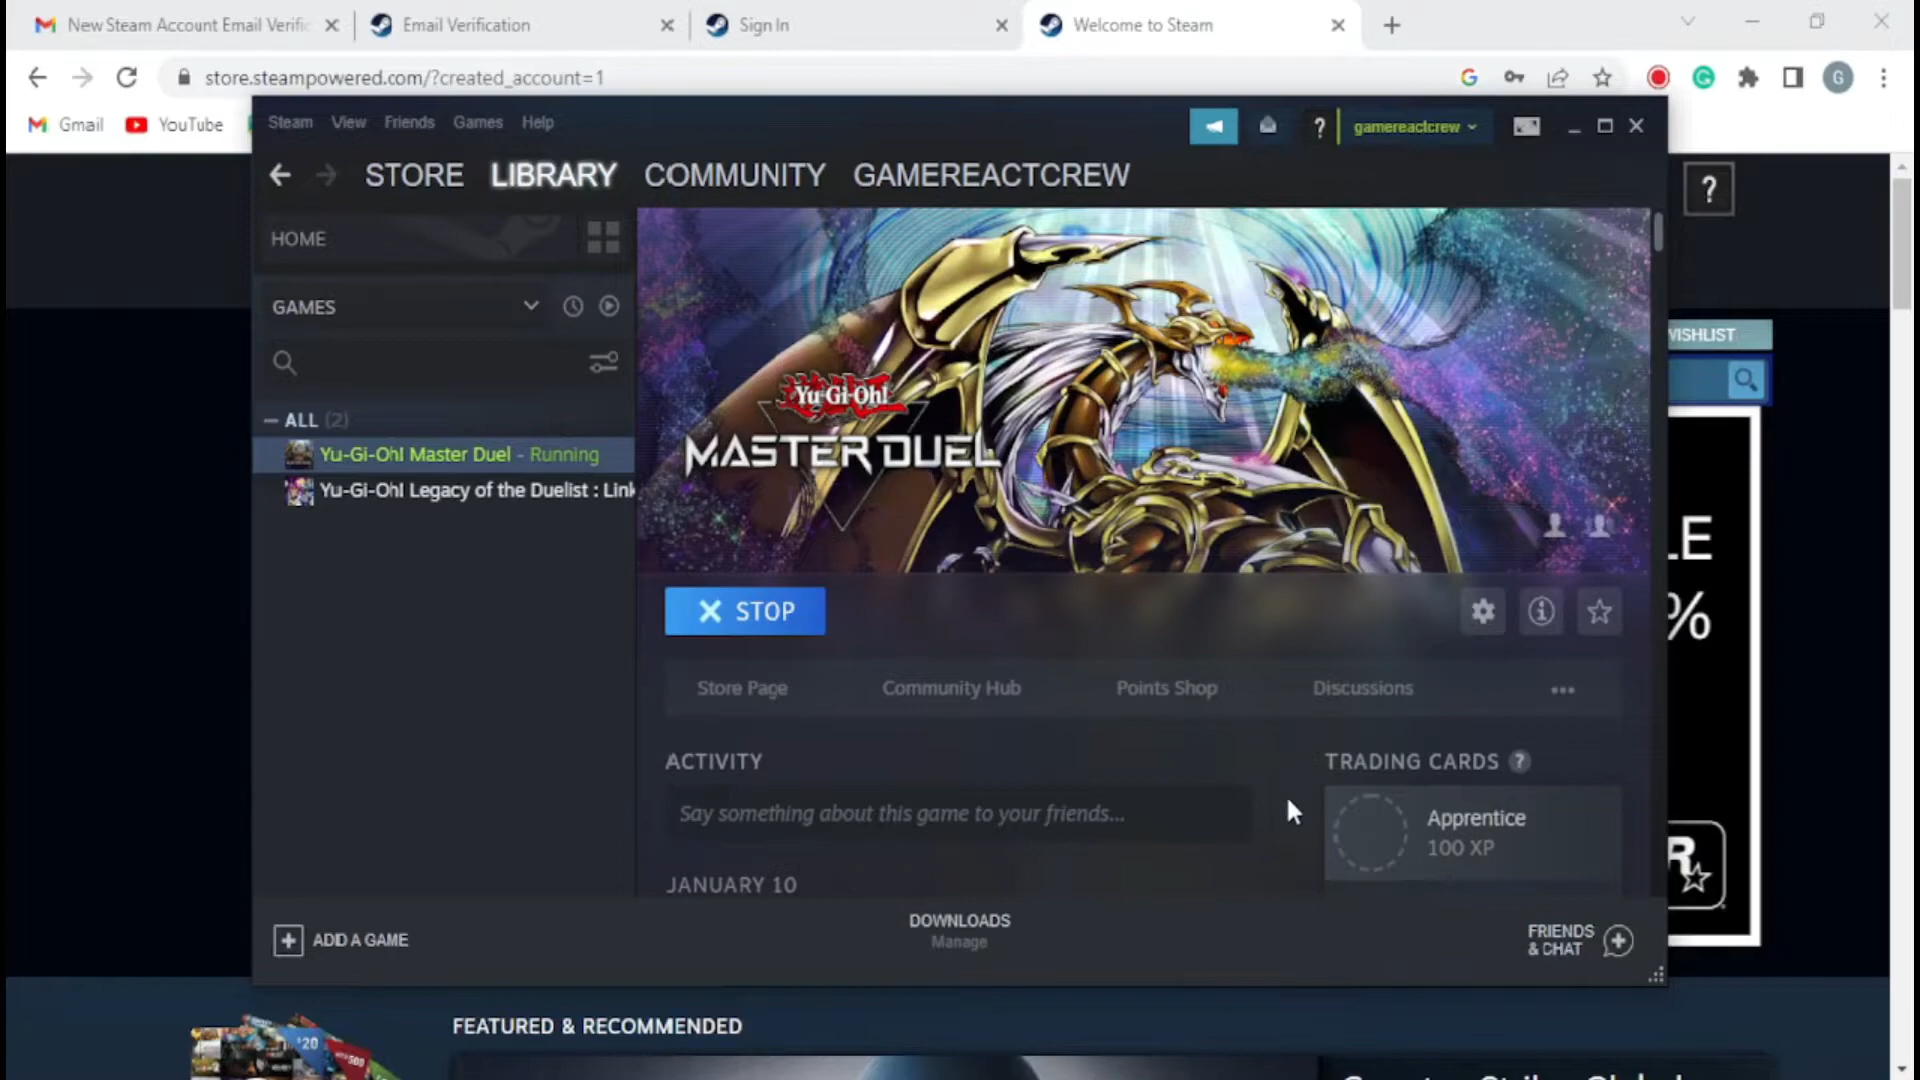 New Steam Account Email Verific
Email Verification
Sign In
Welcome to Steam
store.steampowered.com/?created_account=1
G
Gmail
YouTube
Steam View Friends Games Help
?
gamereactcrew
STORE LIBRARY COMMUNITY GAMEREACTCREW
?
HOME
GAMES
WISHLIST
ALL (2)
Yu-Gi-Oh! Master Duel - Running
Yu-Gi-Oh! Legacy of the Duelist : Link
Yu-Gi-Oh!
MASTER DUEL
LE
%
STOP
Store Page
Community Hub
Points Shop
Discussions
ACTIVITY
TRADING CARDS ?
Say something about this game to your friends...
Apprentice
100 XP
R
JANUARY 10
ADD A GAME
DOWNLOADS
Manage
FRIENDS
& CHAT
FEATURED & RECOMMENDED
$20